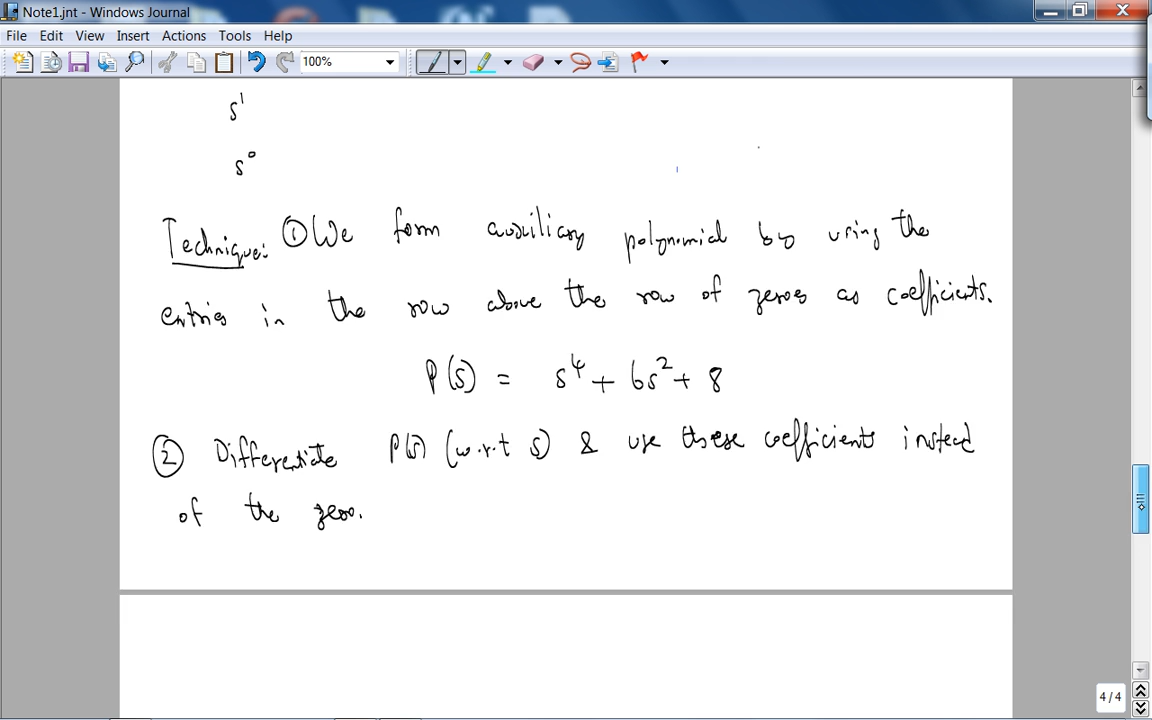 Note1.jnt - Windows Journal
File Edit View Insert Actions Tools Help
100%
s¹
s⁰
Technique: ① We form auxiliary polynomial by using the
entries in the row above the row of zeroes as coefficients.
P(s) = s⁴ + 6s² + 8
② Differentiate P(s) (w.r.t s) & use these coefficients instead
of the zero.
4 / 4